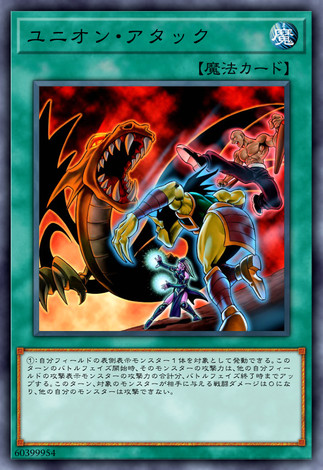 ユニオン・アタック
魔
【魔法カード】
①：自分フィールドの表側表示モンスター１体を対象として発動できる。この
ターンのバトルフェイズ開始時、そのモンスターの攻撃力は、他の自分フィー
ルドの攻撃表示モンスターの攻撃力の合計分、バトルフェイズ終了時までアッ
プする。このターン、対象のモンスターが相手に与える戦闘ダメージは０にな
り、他の自分のモンスターは攻撃できない。
60399954